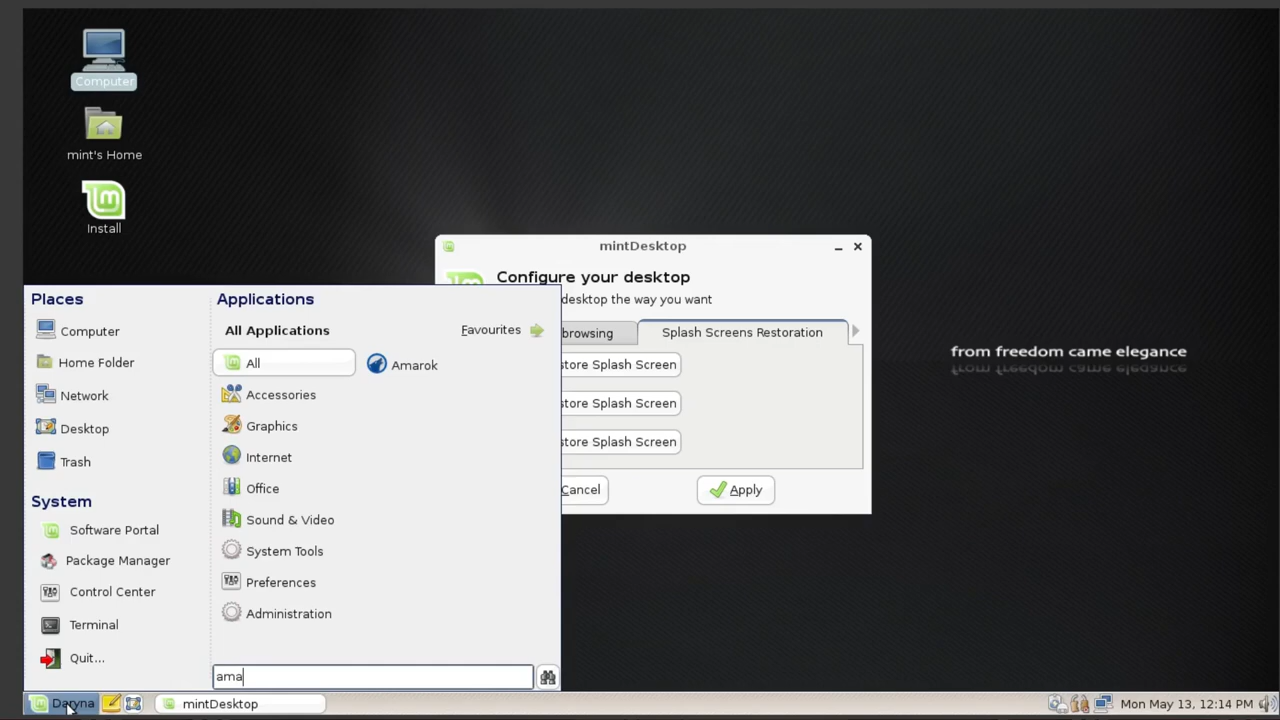 Computer
mint's Home
Install
from freedom came elegance
mintDesktop
Configure your desktop
desktop the way you want
browsing
Splash Screens Restoration
store Splash Screen
store Splash Screen
store Splash Screen
Cancel
Apply
Places
Computer
Home Folder
Network
Desktop
Trash
System
Software Portal
Package Manager
Control Center
Terminal
Quit...
Applications
All Applications
Favourites
All
Accessories
Graphics
Internet
Office
Sound & Video
System Tools
Preferences
Administration
Amarok
ama
Daryna
mintDesktop
Mon May 13, 12:14 PM